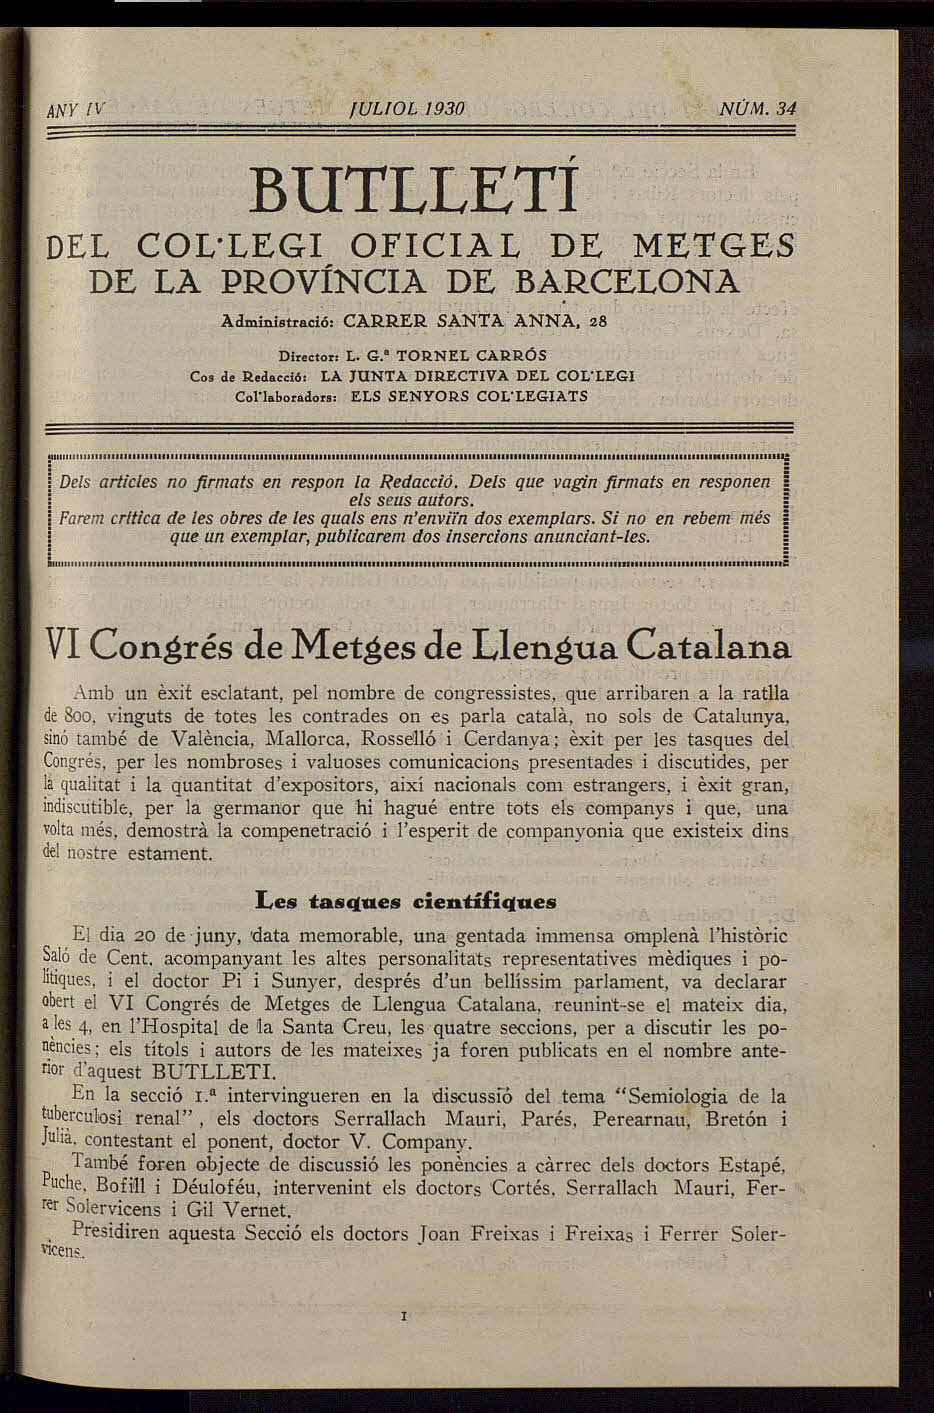 ANY IV JULIOL 1930 NÚM. 34
BUTLLETÍ
DEL COL·LEGI OFICIAL DE METGES
DE LA PROVÍNCIA DE BARCELONA
Administració: CARRER SANTA ANNA, 28
Director: L. G.ª TORNEL CARRÓS
Cos de Redacció: LA JUNTA DIRECTIVA DEL COL·LEGI
Col·laboradors: ELS SENYORS COL·LEGIATS
Dels articles no firmats en respon la Redacció. Dels que vagin firmats en responen
els seus autors.
Farem crítica de les obres de les quals ens n'enviïn dos exemplars. Si no en rebem més
que un exemplar, publicarem dos insercions anunciant-les.
VI Congrés de Metges de Llengua Catalana
Amb un èxit esclatant, pel nombre de congressistes, que arribaren a la ratlla
de 800, vinguts de totes les contrades on es parla català, no sols de Catalunya,
sinó també de València, Mallorca, Rosselló i Cerdanya; èxit per les tasques del
Congrés, per les nombroses i valuoses comunicacions presentades i discutides, per
la qualitat i la quantitat d'expositors, així nacionals com estrangers, i èxit gran,
indiscutible, per la germanor que hi hagué entre tots els companys i que, una
volta més, demostrà la compenetració i l'esperit de companyonia que existeix dins
del nostre estament.
Les tasques científiques
El dia 20 de juny, data memorable, una gentada immensa omplenà l'històric
Saló de Cent, acompanyant les altes personalitats representatives mèdiques i po-
lítiques, i el doctor Pi i Sunyer, després d'un bellíssim parlament, va declarar
obert el VI Congrés de Metges de Llengua Catalana, reunint-se el mateix dia,
a les 4, en l'Hospital de la Santa Creu, les quatre seccions, per a discutir les po-
nències; els títols i autors de les mateixes ja foren publicats en el nombre ante-
rior d'aquest BUTLLETI.
En la secció 1.ª intervingueren en la discussió del tema "Semiologia de la
tuberculosi renal", els doctors Serrallach Mauri, Parés, Perearnau, Bretón i
Julià, contestant el ponent, doctor V. Company.
També foren objecte de discussió les ponències a càrrec dels doctors Estapé,
Puche, Bofill i Déuloféu, intervenint els doctors Cortés, Serrallach Mauri, Fer-
rer Solervicens i Gil Vernet.
Presidiren aquesta Secció els doctors Joan Freixas i Freixas i Ferrer Soler-
vicens.
1